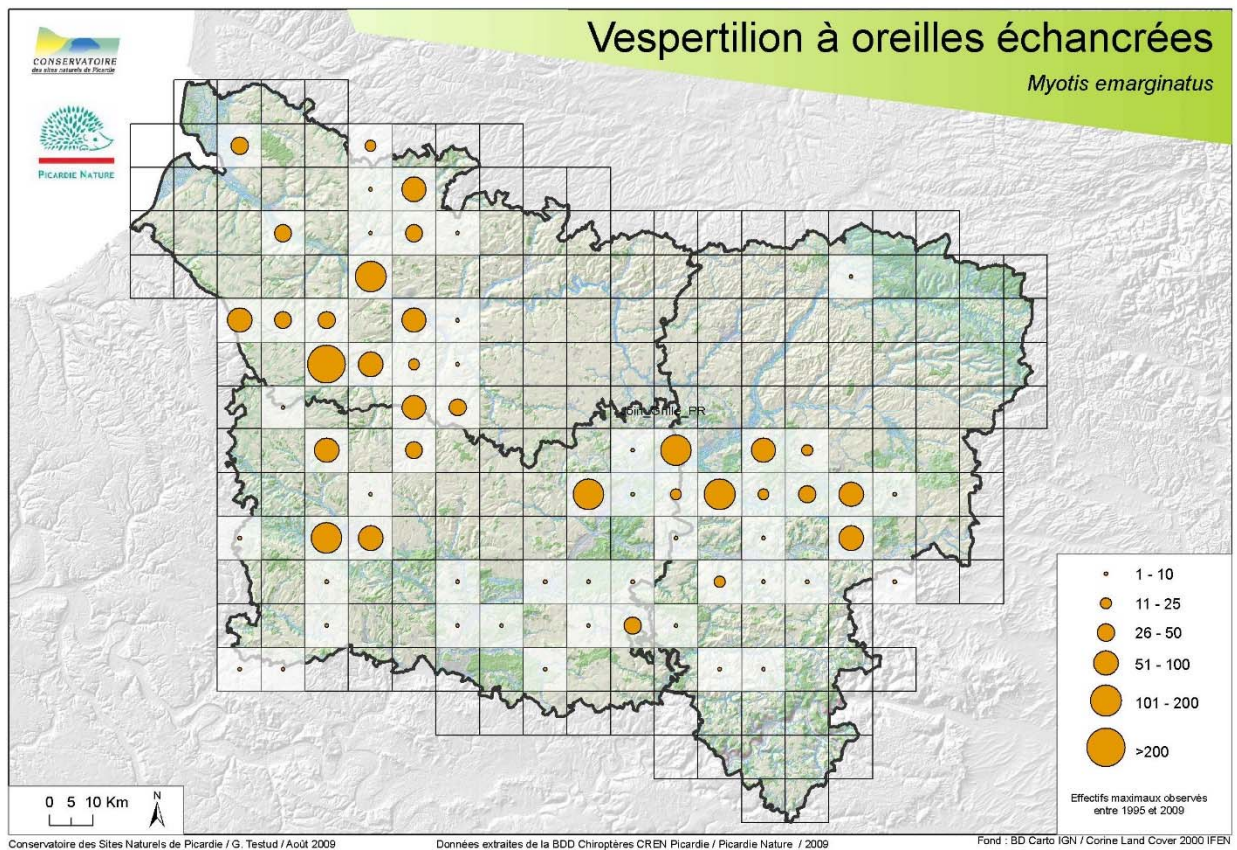 Vespertilion à oreilles échancrées
Myotis emarginatus
CONSERVATOIRE
des sites naturels de Picardie
PICARDIE NATURE
1 - 10
11 - 25
26 - 50
51 - 100
101 - 200
>200
Effectifs maximaux observés
entre 1995 et 2009
0 5 10 Km
N
Conservatoire des Sites Naturels de Picardie / G. Testud / Août 2009
Données extraites de la BDD Chiroptères CREN Picardie / Picardie Nature / 2009
Fond : BD Carto IGN / Corine Land Cover 2000 IFEN